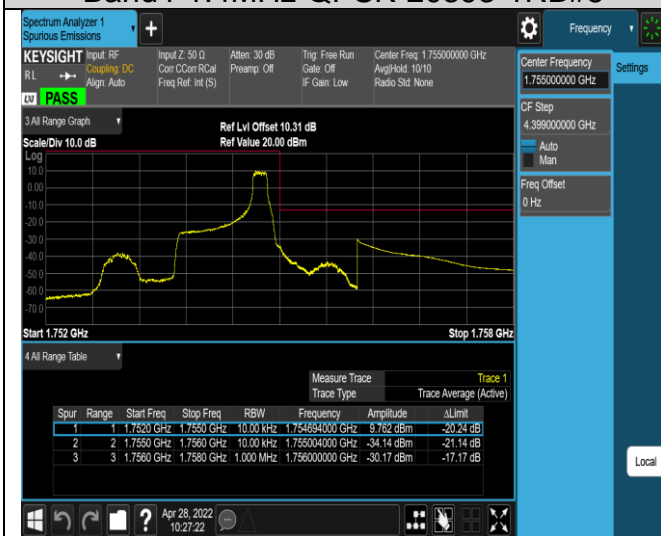 Spectrum Analyzer 1
Spurious Emissions
Frequency
KEYSIGHT
RL
Input: RF
Coupling: DC
Align: Auto
Input Z: 50 Ω
Corr CCorr RCal
Freq Ref: Int (S)
Atten: 30 dB
Preamp: Off
Trig: Free Run
Gate: Off
IF Gain: Low
Center Freq: 1.755000000 GHz
Avg|Hold: 10/10
Radio Std: None
LXI PASS
Center Frequency
1.755000000 GHz
Settings
CF Step
4.399000000 GHz
Auto
Man
Freq Offset
0 Hz
3 All Range Graph
Scale/Div 10.0 dB
Ref Lvl Offset 10.31 dB
Ref Value 20.00 dBm
Log
10.0
0.00
-10.0
-20.0
-30.0
-40.0
-50.0
-60.0
-70.0
Start 1.752 GHz
Stop 1.758 GHz
4 All Range Table
Measure Trace Trace 1
Trace Type Trace Average (Active)
Spur Range Start Freq Stop Freq RBW Frequency Amplitude ΔLimit
1 1 1.7520 GHz 1.7550 GHz 10.00 kHz 1.754694000 GHz 9.762 dBm -20.24 dB
2 2 1.7550 GHz 1.7560 GHz 10.00 kHz 1.755004000 GHz -34.14 dBm -21.14 dB
3 3 1.7560 GHz 1.7580 GHz 1.000 MHz 1.756000000 GHz -30.17 dBm -17.17 dB
Local
Apr 28, 2022
10:27:22